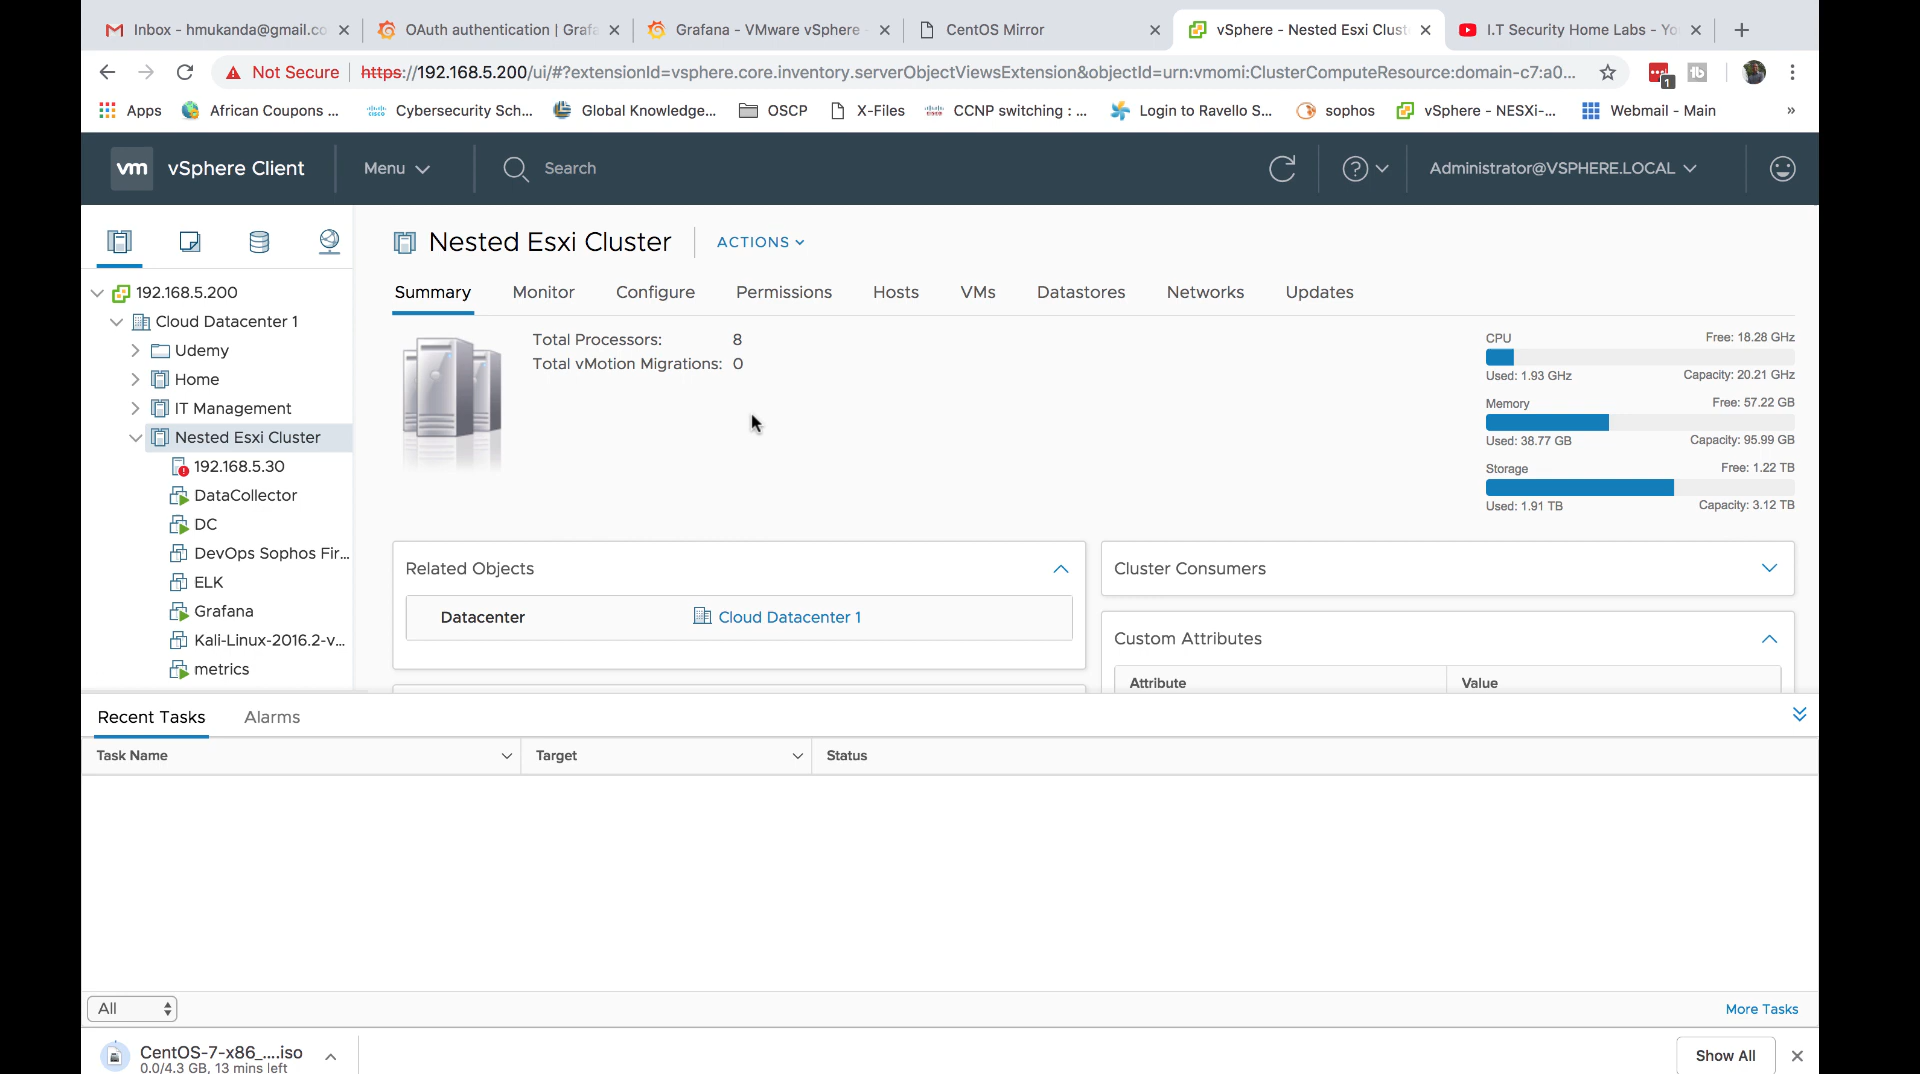 Inbox - hmukanda@gmail.co
OAuth authentication | Grafa
Grafana - VMware vSphere -
CentOS Mirror
vSphere - Nested Esxi Clust
I.T Security Home Labs - Yo
Not Secure
https://192.168.5.200/ui/#?extensionId=vsphere.core.inventory.serverObjectViewsExtension&objectId=urn:vmomi:ClusterComputeResource:domain-c7:a0...
1
Apps
African Coupons ...
Cybersecurity Sch...
Global Knowledge...
OSCP
X-Files
CCNP switching : ...
Login to Ravello S...
sophos
vSphere - NESXi-...
Webmail - Main
»
vm
vSphere Client
Menu
Search
Administrator@VSPHERE.LOCAL
192.168.5.200
Cloud Datacenter 1
Udemy
Home
IT Management
Nested Esxi Cluster
192.168.5.30
DataCollector
DC
DevOps Sophos Fir...
ELK
Grafana
Kali-Linux-2016.2-v...
metrics
Nested Esxi Cluster
ACTIONS
Summary
Monitor
Configure
Permissions
Hosts
VMs
Datastores
Networks
Updates
Total Processors: 8
Total vMotion Migrations: 0
CPU Free: 18.28 GHz
Used: 1.93 GHz Capacity: 20.21 GHz
Memory Free: 57.22 GB
Used: 38.77 GB Capacity: 95.99 GB
Storage Free: 1.22 TB
Used: 1.91 TB Capacity: 3.12 TB
Related Objects
Datacenter Cloud Datacenter 1
Cluster Consumers
Custom Attributes
Attribute Value
Recent Tasks Alarms
Task Name Target Status
All
More Tasks
CentOS-7-x86_....iso
0.0/4.3 GB, 13 mins left
Show All